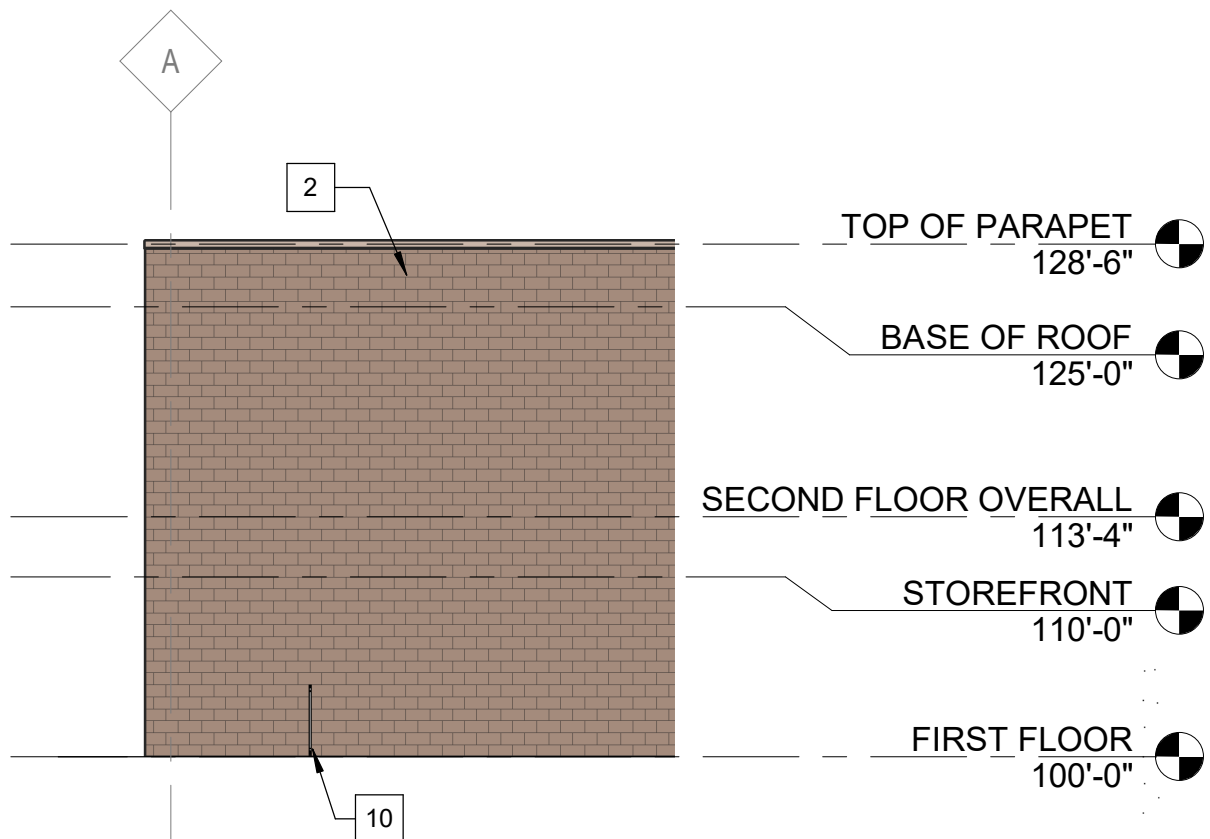 A
2
TOP OF PARAPET
128'-6"
BASE OF ROOF
125'-0"
SECOND FLOOR OVERALL
113'-4"
STOREFRONT
110'-0"
FIRST FLOOR
100'-0"
10